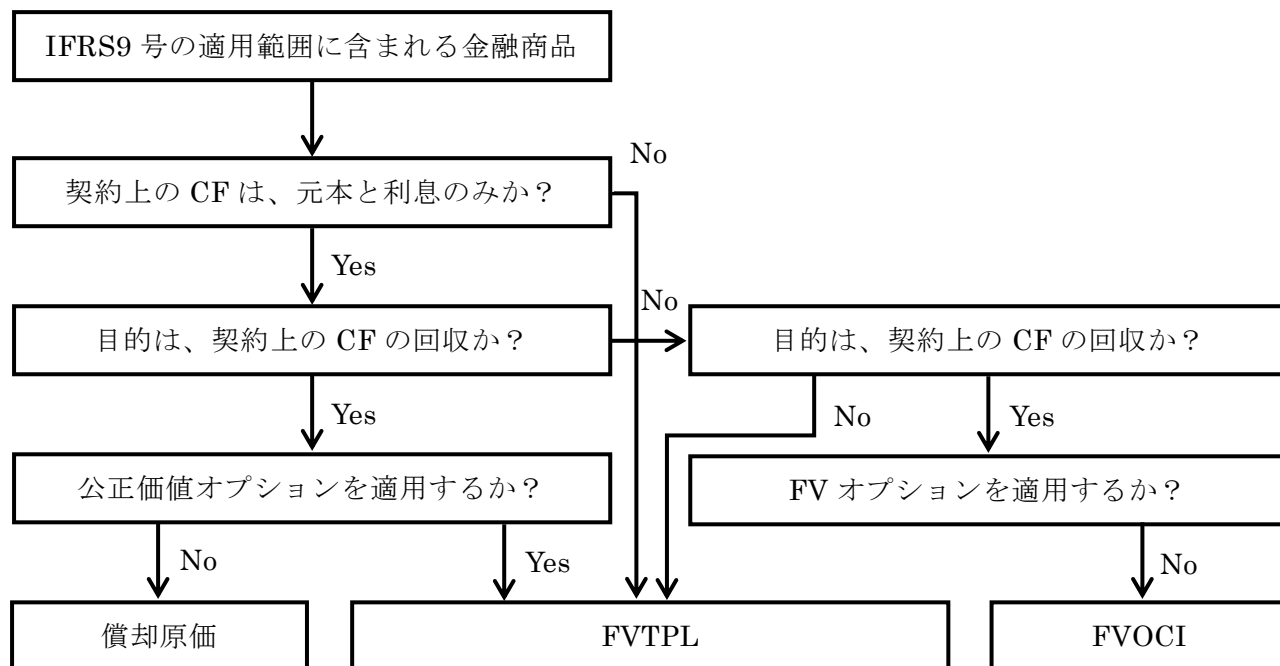 IFRS9 号の適用範囲に含まれる金融商品
No
契約上の CF は、元本と利息のみか？
Yes
No
目的は、契約上の CF の回収か？
目的は、契約上の CF の回収か？
Yes
No
Yes
公正価値オプションを適用するか？
FV オプションを適用するか？
No
Yes
No
償却原価
FVTPL
FVOCI